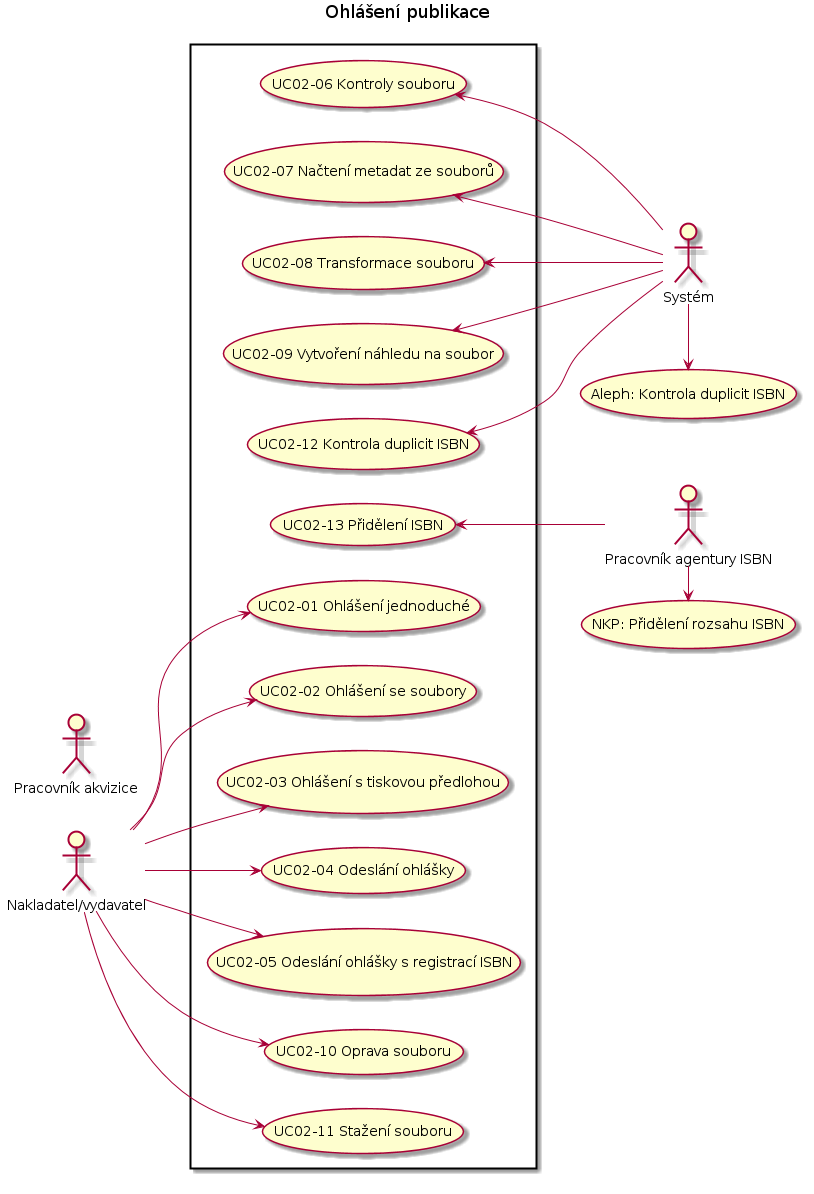 Ohlášení publikace
UC02-06 Kontroly souboru
UC02-07 Načtení metadat ze souborů
UC02-08 Transformace souboru
Systém
UC02-09 Vytvoření náhledu na soubor
Aleph: Kontrola duplicit ISBN
UC02-12 Kontrola duplicit ISBN
UC02-13 Přidělení ISBN
Pracovník agentury ISBN
UC02-01 Ohlášení jednoduché
NKP: Přidělení rozsahu ISBN
UC02-02 Ohlášení se soubory
UC02-03 Ohlášení s tiskovou předlohou
Pracovník akvizice
UC02-04 Odeslání ohlášky
Nakladatel/vydavatel
UC02-05 Odeslání ohlášky s registrací ISBN
UC02-10 Oprava souboru
UC02-11 Stažení souboru